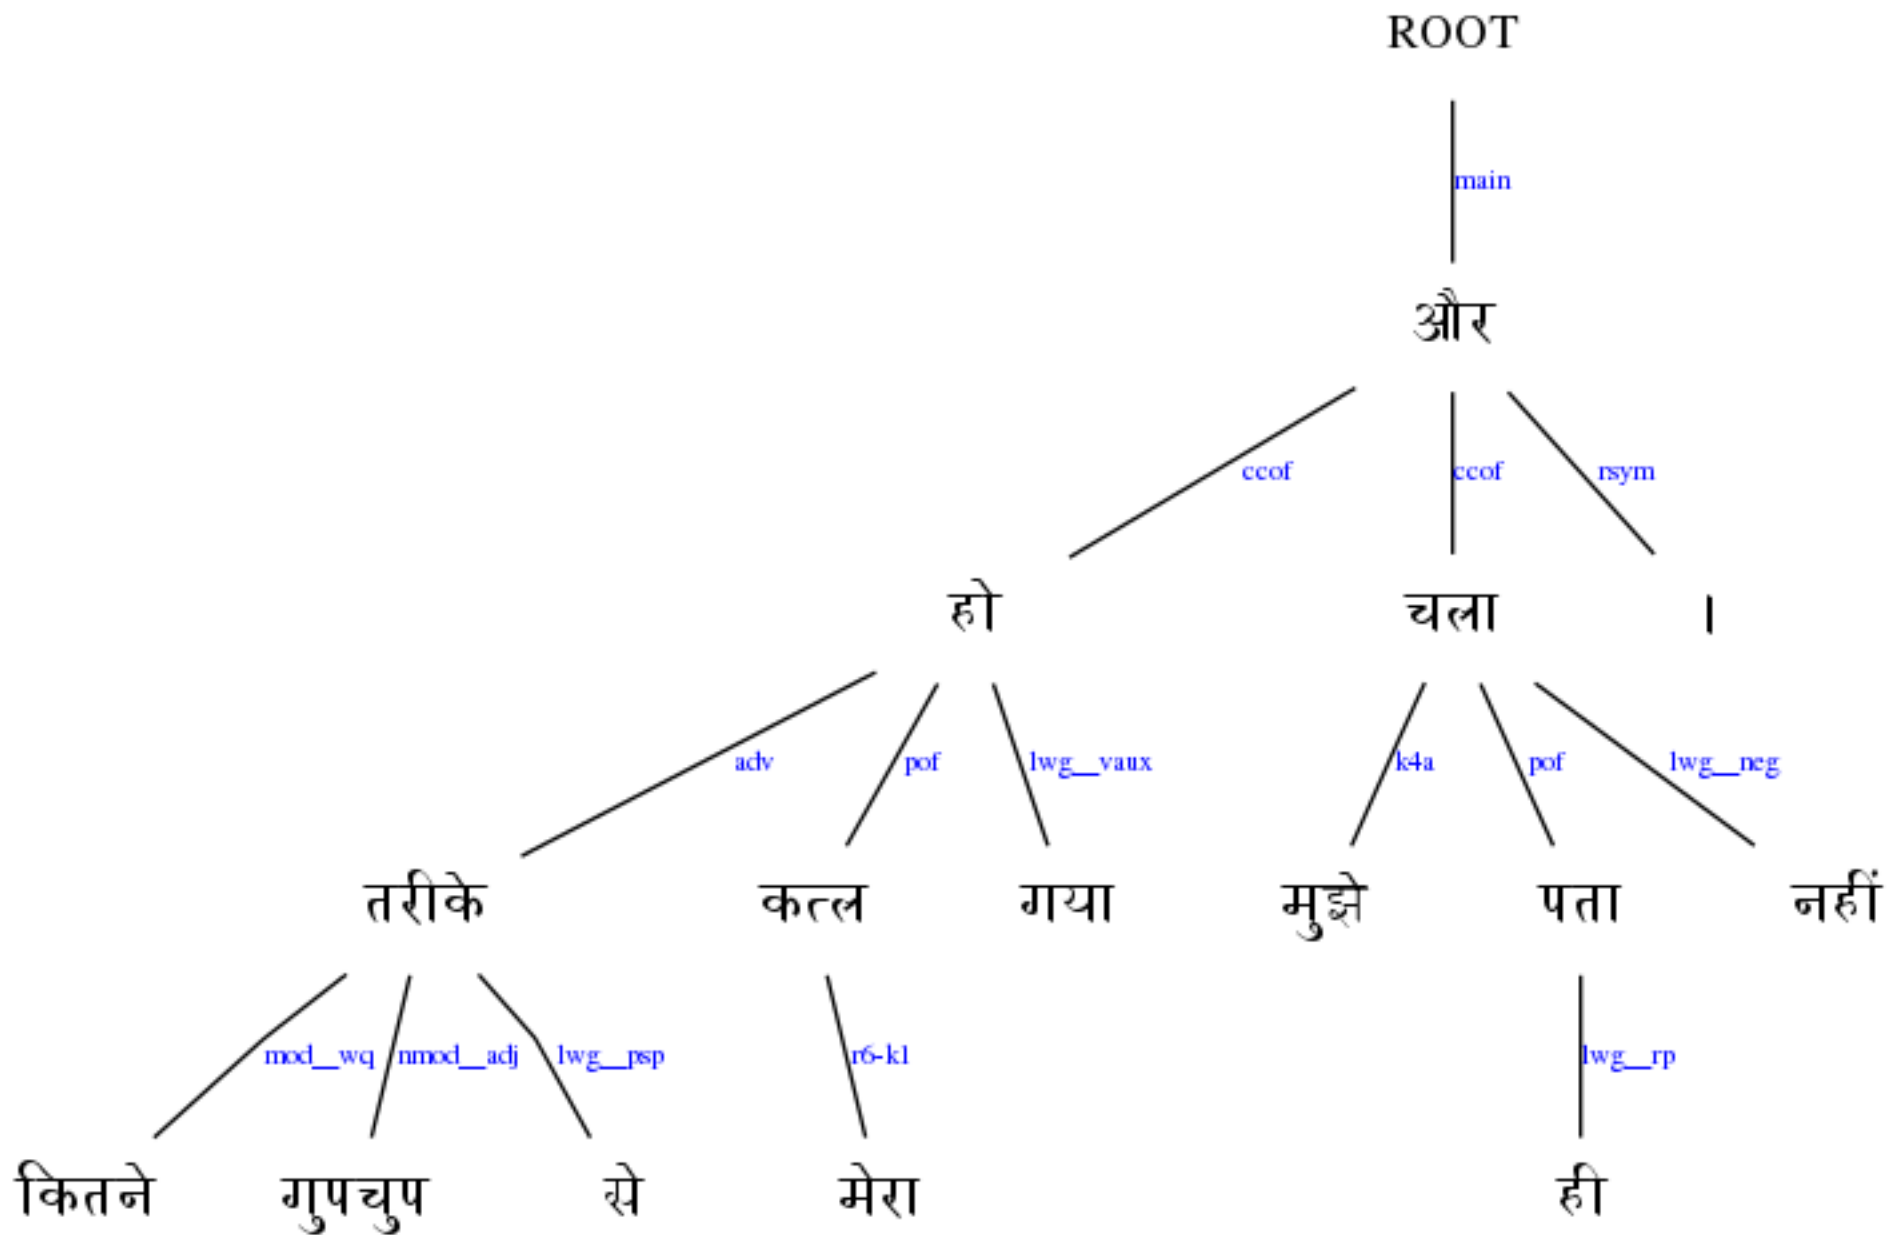 ROOT
main
और
ccof ccof rsym
हो चला ।
adv pof lwg__vaux k4a pof lwg__neg
तरीके कत्ल गया मुझे पता नहीं
mod__wq nmod__adj lwg__psp r6-k1 lwg__rp
कितने गुपचुप से मेरा ही